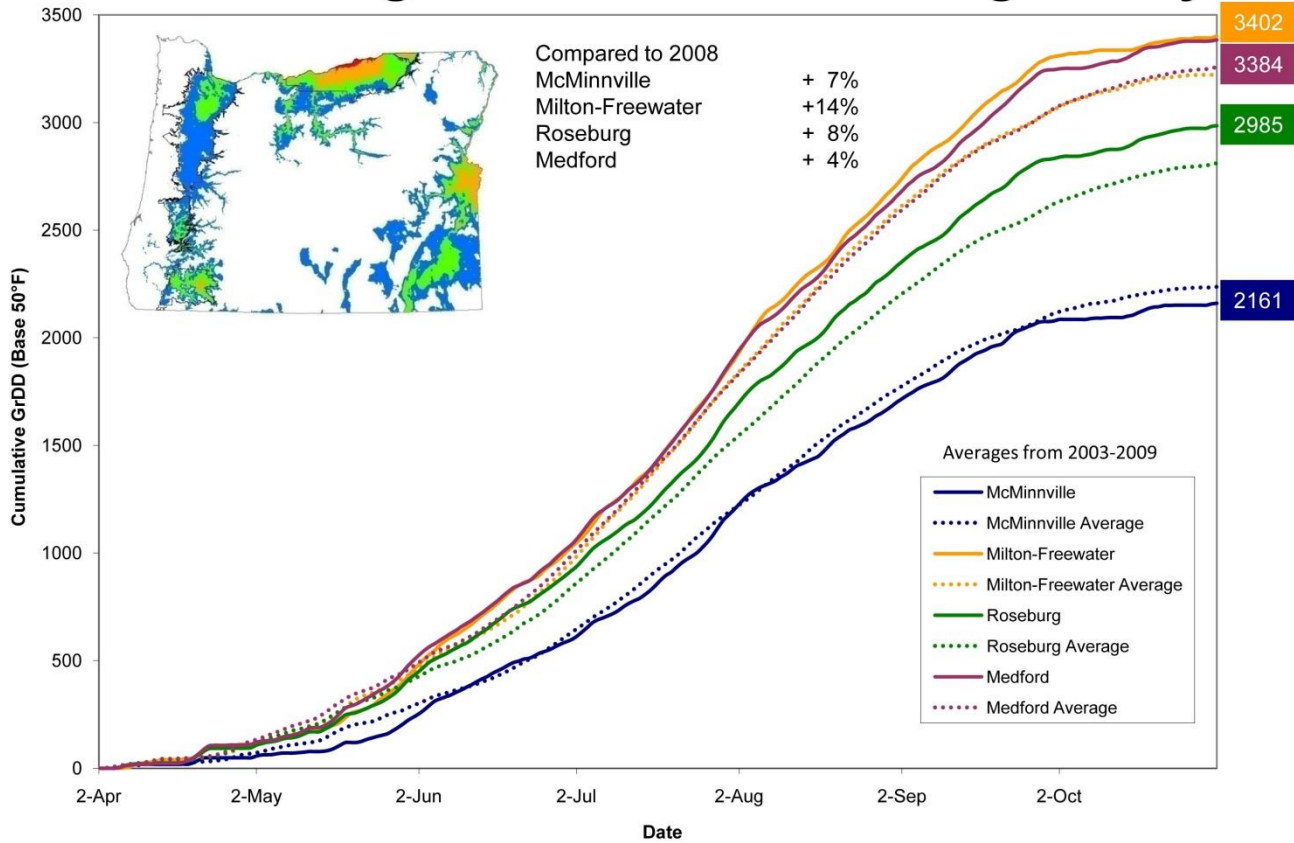 3500
3000
2500
2000
1500
1000
500
0
Cumulative GrDD (Base 50°F)
Compared to 2008
McMinnville + 7%
Milton-Freewater +14%
Roseburg + 8%
Medford + 4%
3402
3384
2985
2161
Averages from 2003-2009
McMinnville
McMinnville Average
Milton-Freewater
Milton-Freewater Average
Roseburg
Roseburg Average
Medford
Medford Average
2-Apr 2-May 2-Jun 2-Jul 2-Aug 2-Sep 2-Oct
Date